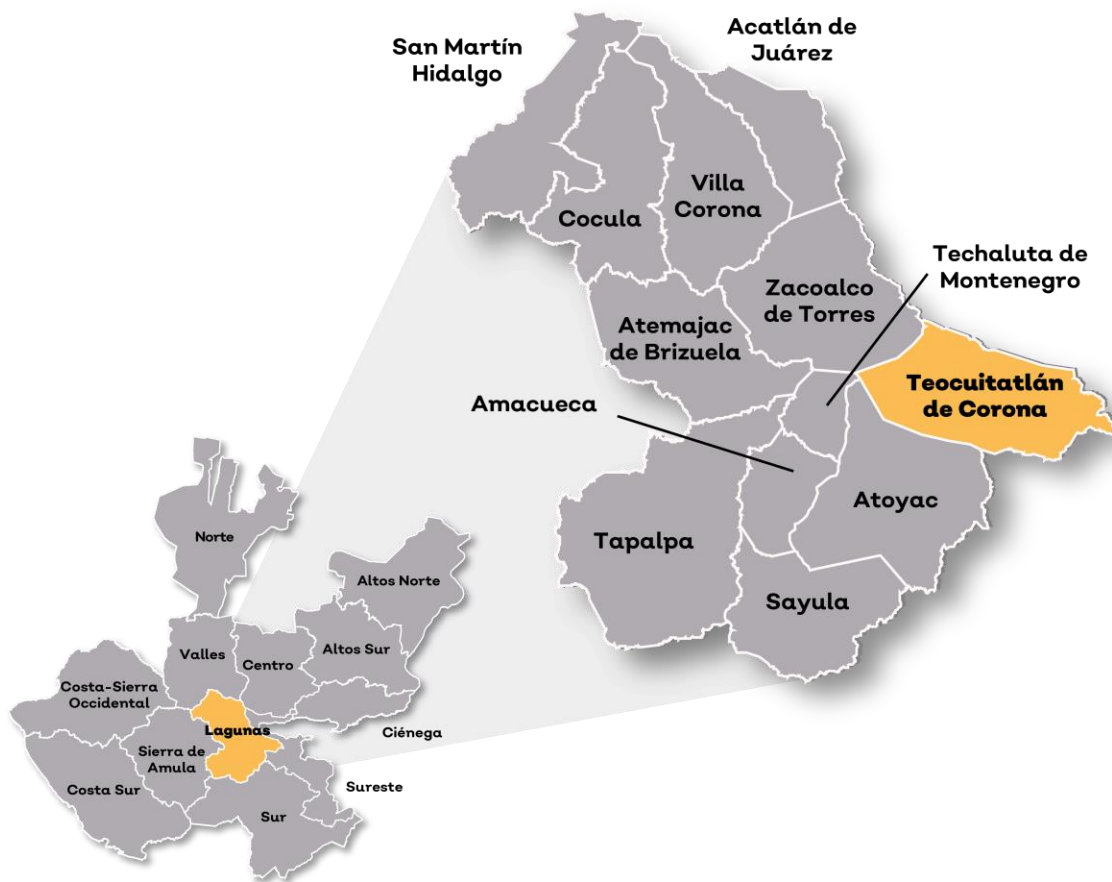 San Martín
Hidalgo
Acatlán de
Juárez
Villa
Corona
Cocula
Techaluta de
Montenegro
Zacoalco
de Torres
Atemajac
de Brizuela
Teocuitatlán
de Corona
Amacueca
Atoyac
Tapalpa
Sayula
Norte
Altos Norte
Altos Sur
Valles
Centro
Costa-Sierra
Occidental
Lagunas
Ciénega
Sierra de
Amula
Costa Sur
Sureste
Sur